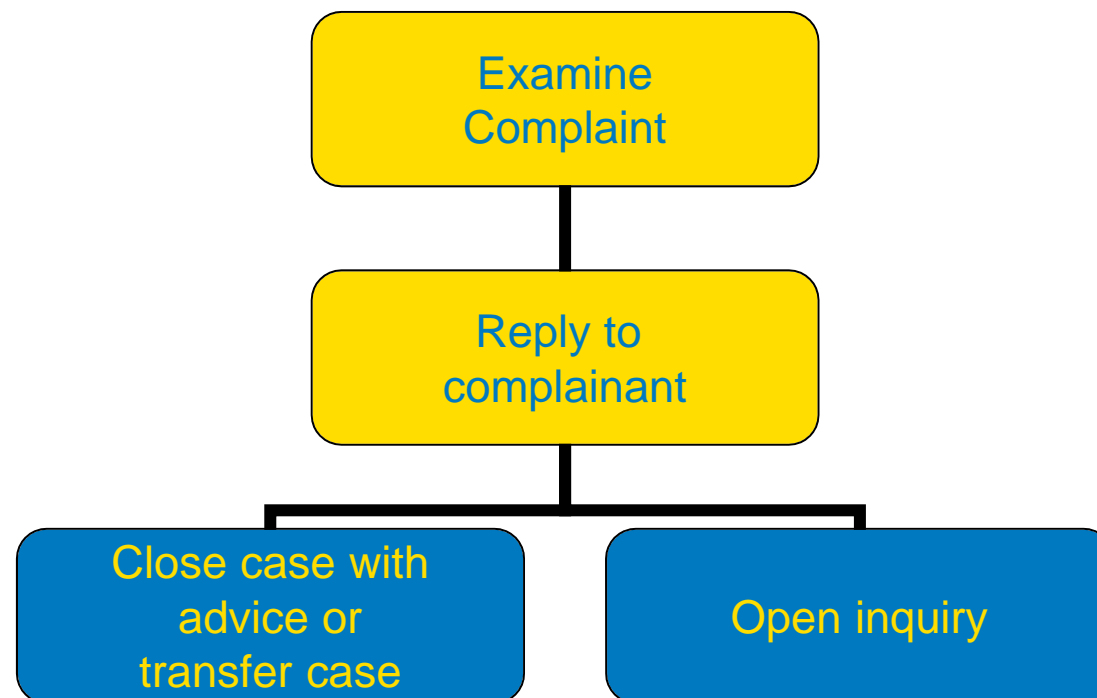 Examine
Complaint
Reply to
complainant
Close case with
advice or
transfer case
Open inquiry